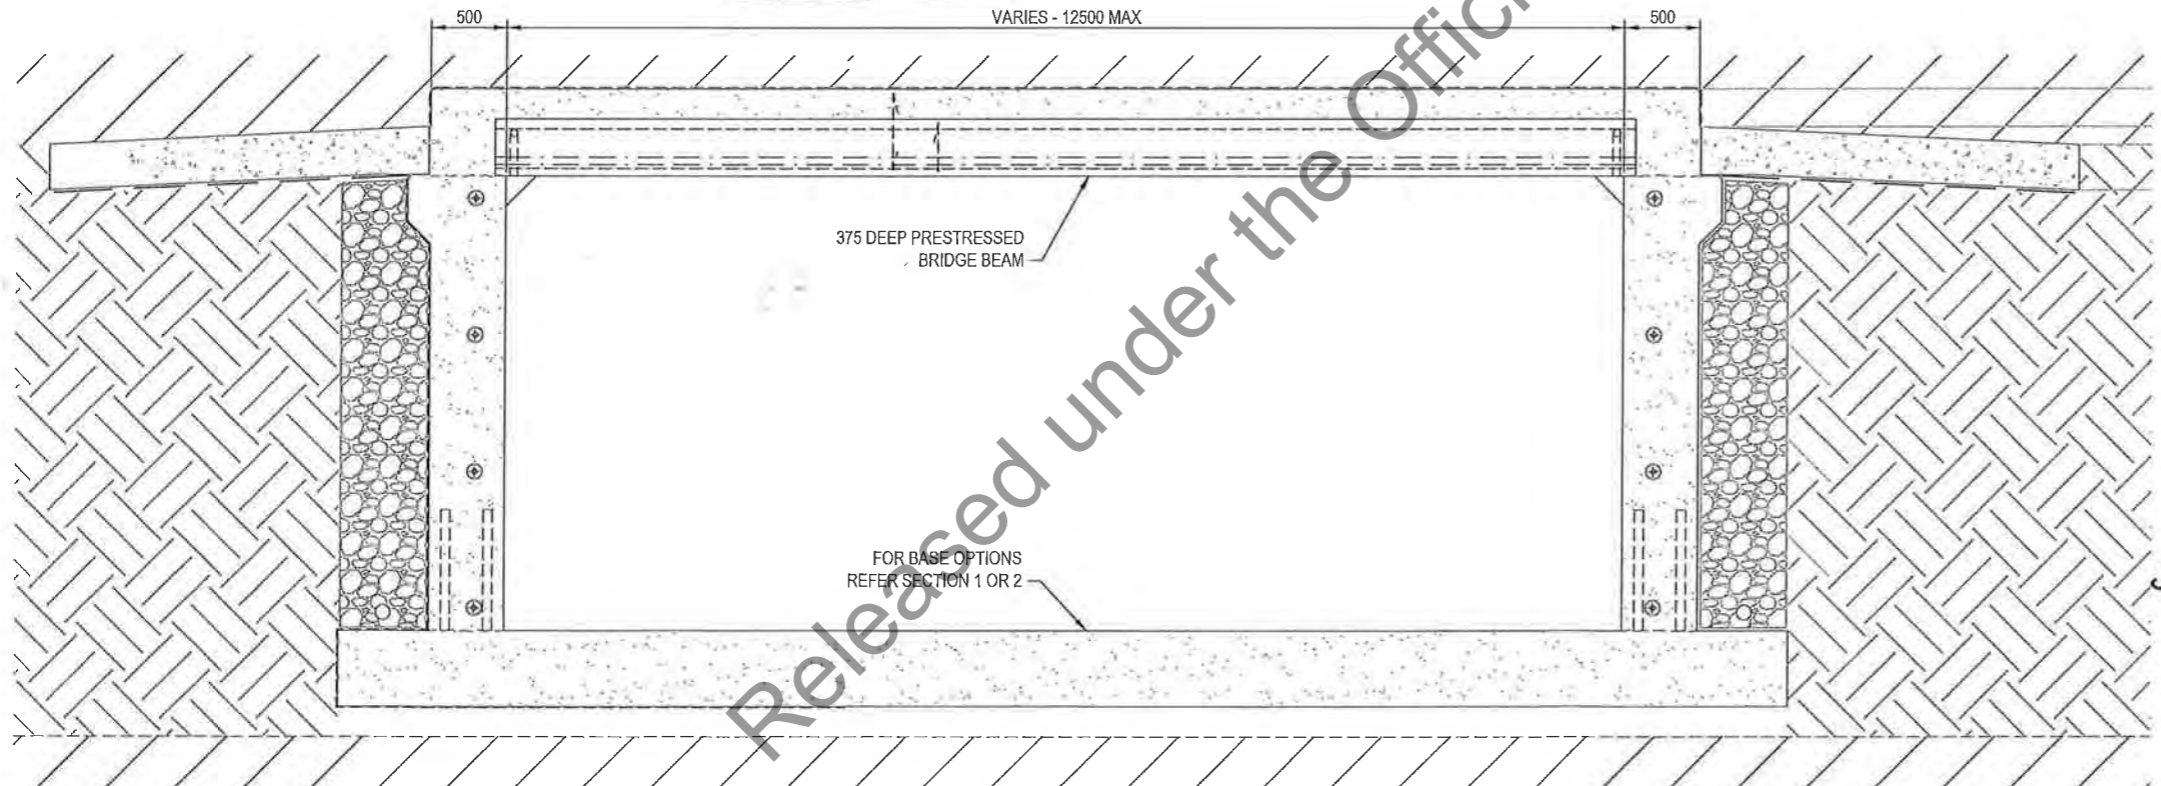 500
VARIES - 12500 MAX
500
375 DEEP PRESTRESSED
BRIDGE BEAM
FOR BASE OPTIONS
REFER SECTION 1 OR 2
Released under the